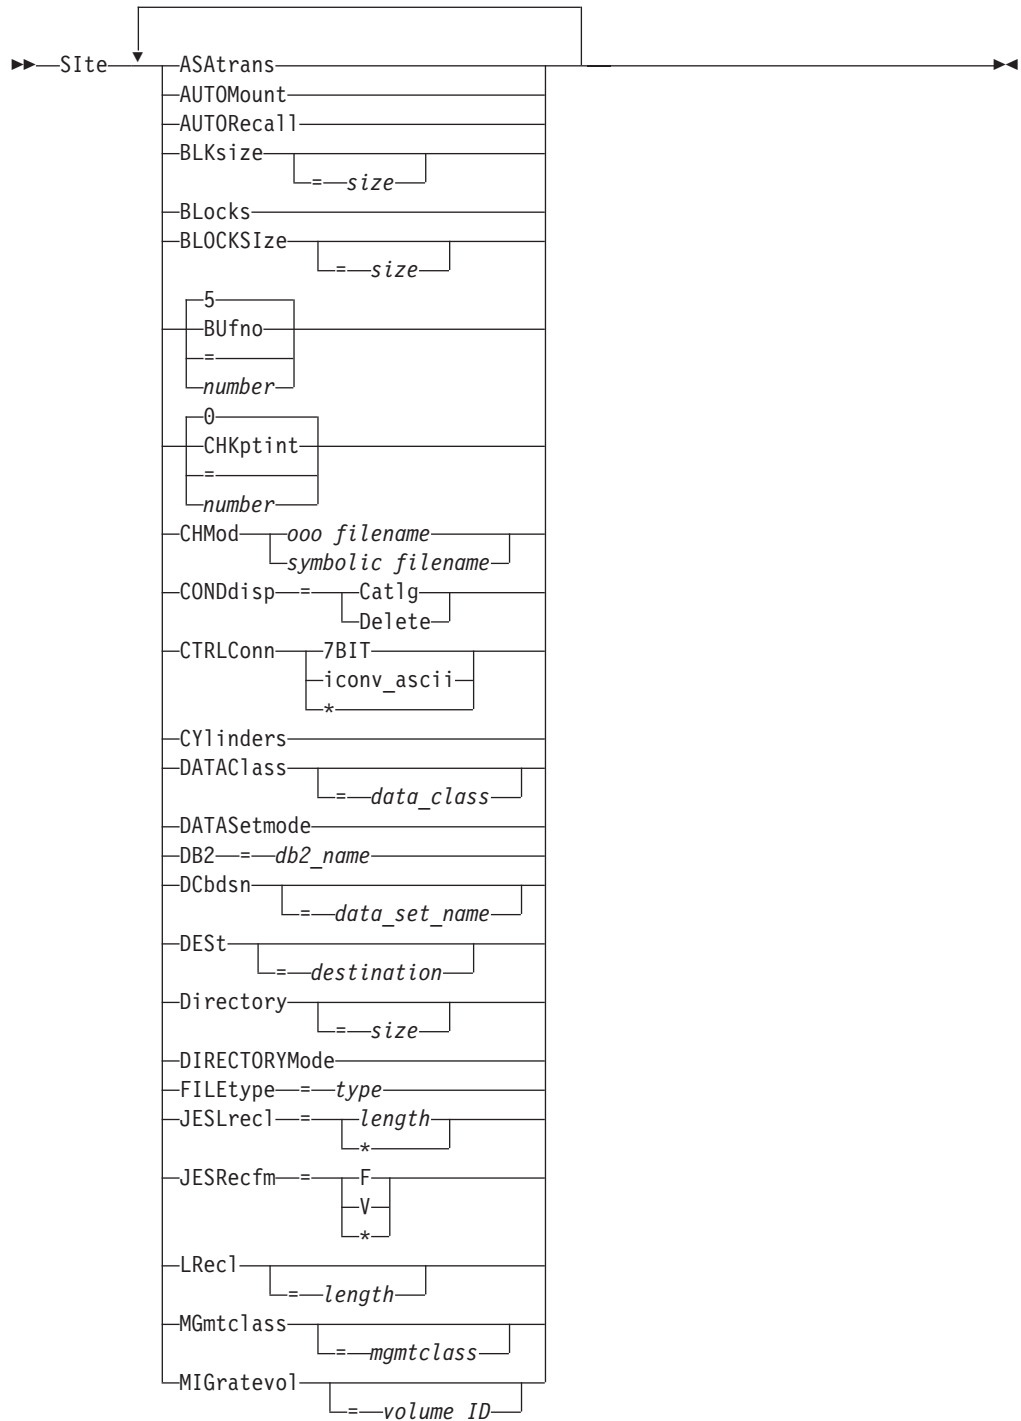 SIte ASAtrans
AUTOMount
AUTORecall
BLKsize
= size
BLocks
BLOCKSIze
= size
5
BUfno
=
number
0
CHKptint
=
number
CHMod ooo filename
symbolic filename
CONDdisp = Catlg
Delete
CTRLConn 7BIT
iconv_ascii
*
CYlinders
DATAClass
= data_class
DATASetmode
DB2 = db2_name
DCbdsn
= data_set_name
DESt
= destination
Directory
= size
DIRECTORYMode
FILEtype = type
JESLrecl = length
*
JESRecfm = F
V
*
LRecl
= length
MGmtclass
= mgmtclass
MIGratevol
= volume ID